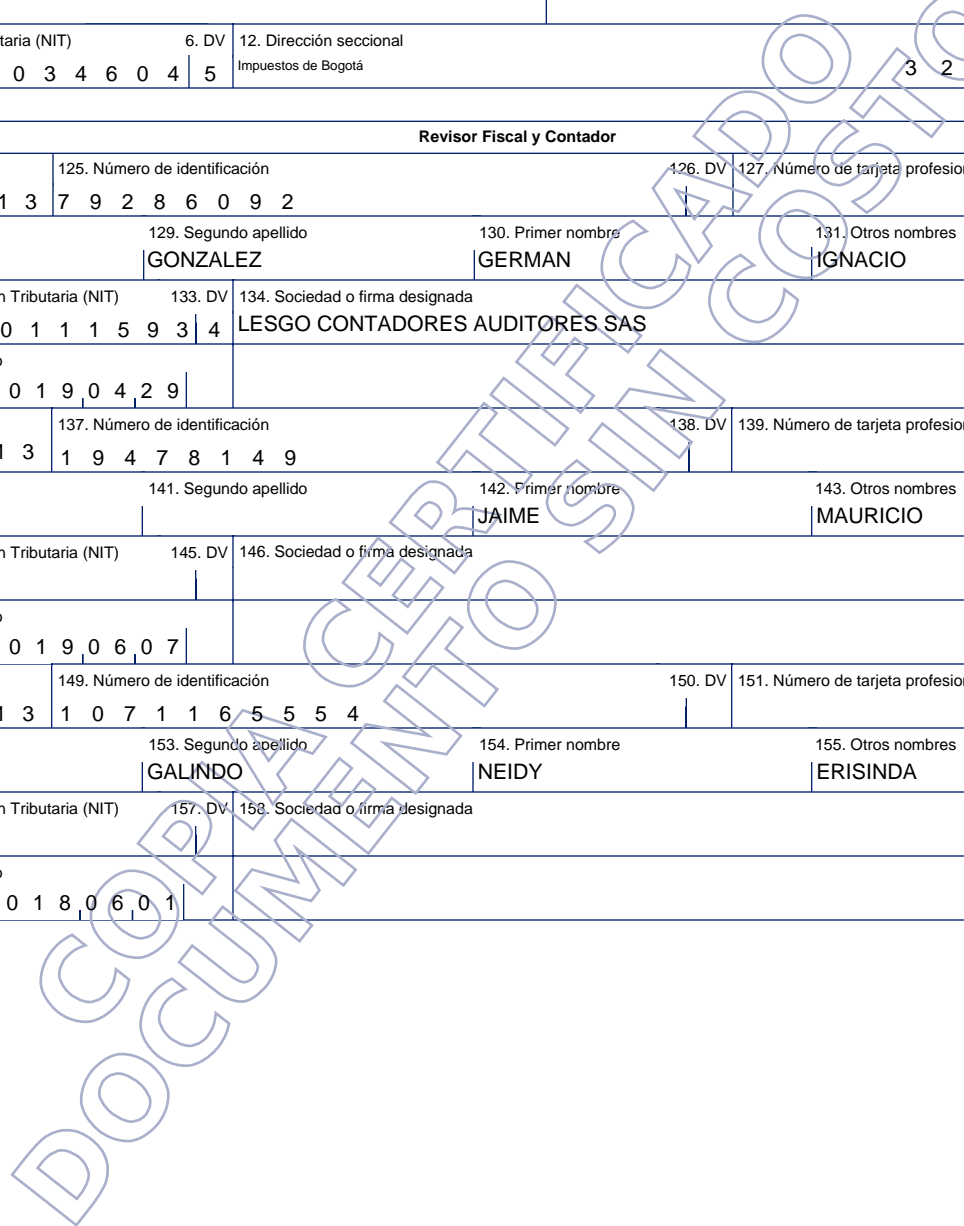 taria (NIT) 6. DV 12. Dirección seccional
0 3 4 6 0 4 5 Impuestos de Bogotá 3 2
Revisor Fiscal y Contador
125. Número de identificación 126. DV 127. Número de tarjeta profesion
1 3 7 9 2 8 6 0 9 2
129. Segundo apellido 130. Primer nombre 131. Otros nombres
GONZALEZ GERMAN IGNACIO
n Tributaria (NIT) 133. DV 134. Sociedad o firma designada
0 1 1 1 5 9 3 4 LESGO CONTADORES AUDITORES SAS
o
0 1 9 0 4 2 9
137. Número de identificación 138. DV 139. Número de tarjeta profesion
1 3 1 9 4 7 8 1 4 9
141. Segundo apellido 142. Primer nombre 143. Otros nombres
JAIME MAURICIO
n Tributaria (NIT) 145. DV 146. Sociedad o firma designada
o
0 1 9 0 6 0 7
149. Número de identificación 150. DV 151. Número de tarjeta profesion
1 3 1 0 7 1 1 6 5 5 5 4
153. Segundo apellido 154. Primer nombre 155. Otros nombres
GALINDO NEIDY ERISINDA
n Tributaria (NIT) 157. DV 158. Sociedad o firma designada
o
0 1 8 0 6 0 1
COPIA CERTIFICADO
DOCUMENTO SIN COSTO